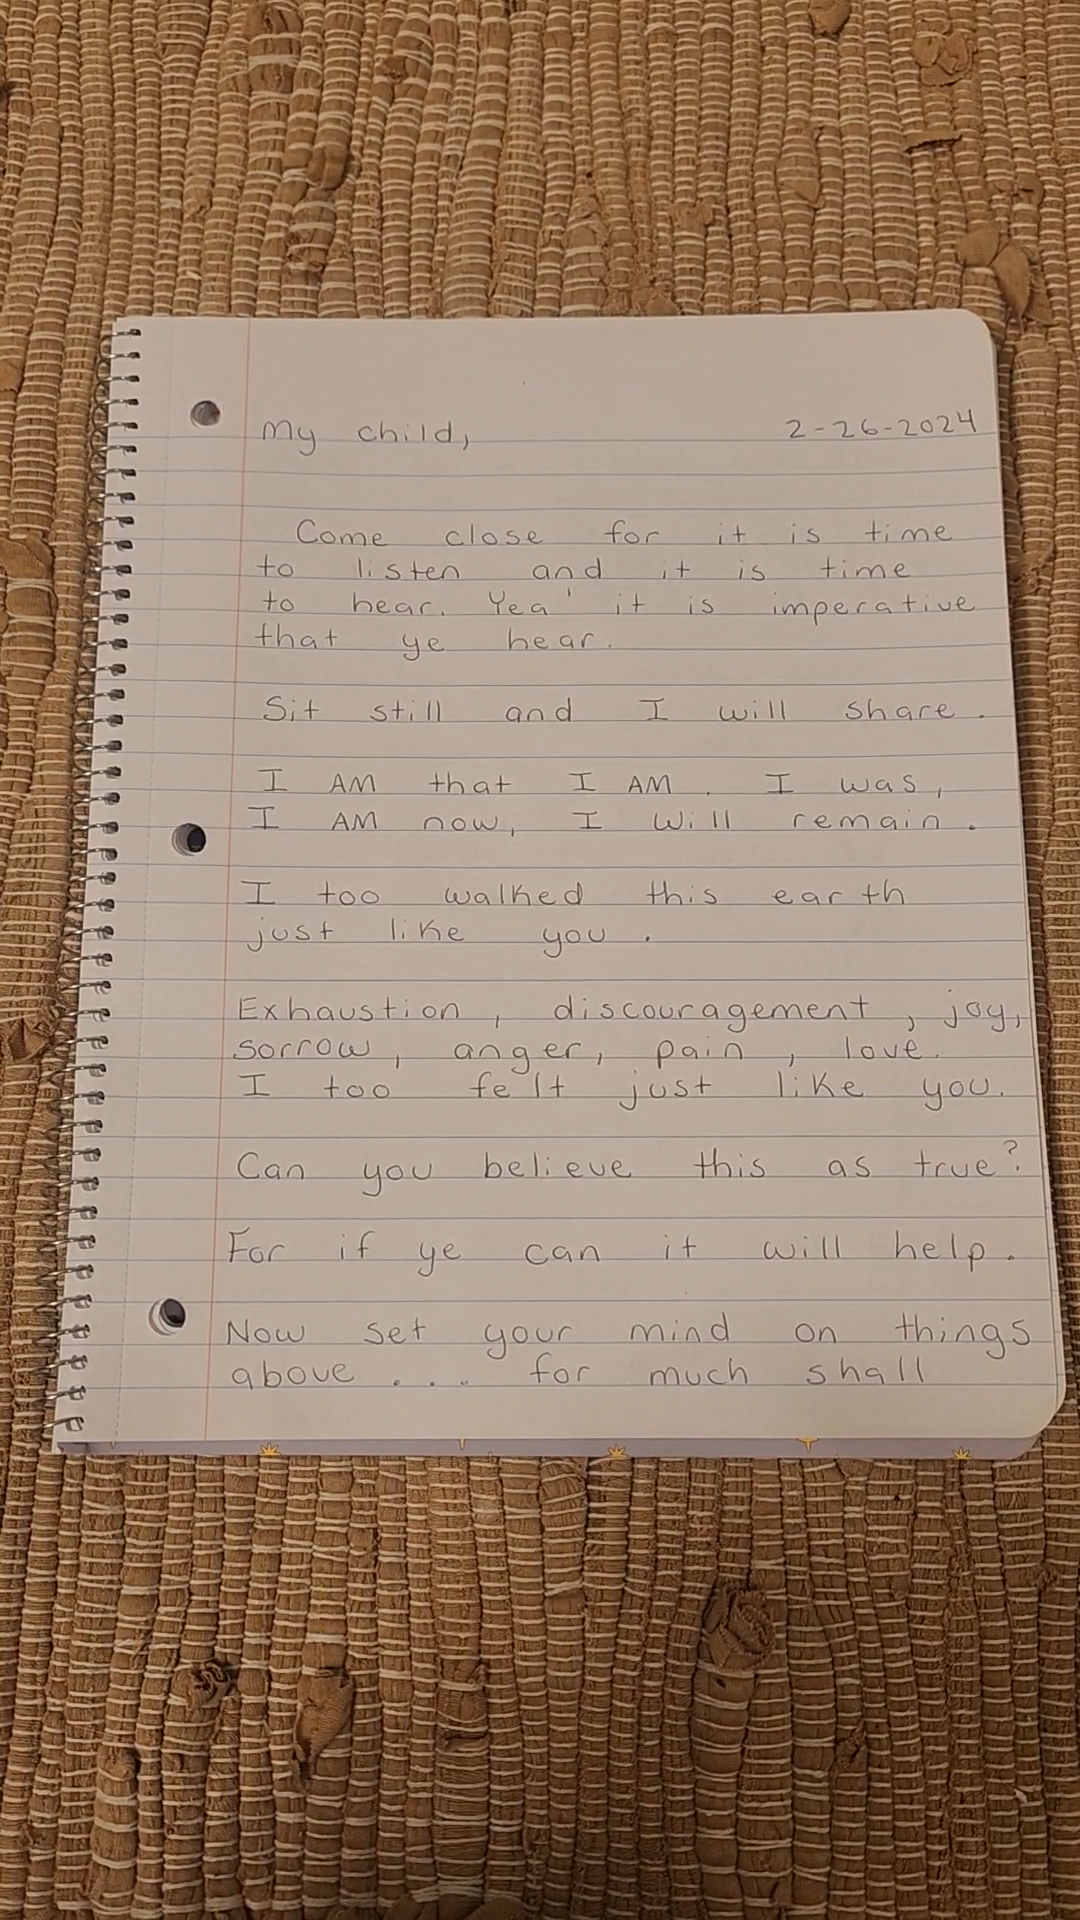 My child,
2-26-2024
Come close for it is time
to listen and it is time
to hear. Yea' it is imperative
that ye hear.
Sit still and I will share.
I AM that I AM. I was,
I AM now, I will remain.
I too walked this earth
just like you.
Exhaustion, discouragement, joy,
sorrow, anger, pain, love.
I too felt just like you.
Can you believe this as true?
For if ye can it will help.
Now set your mind on things
above... for much shall